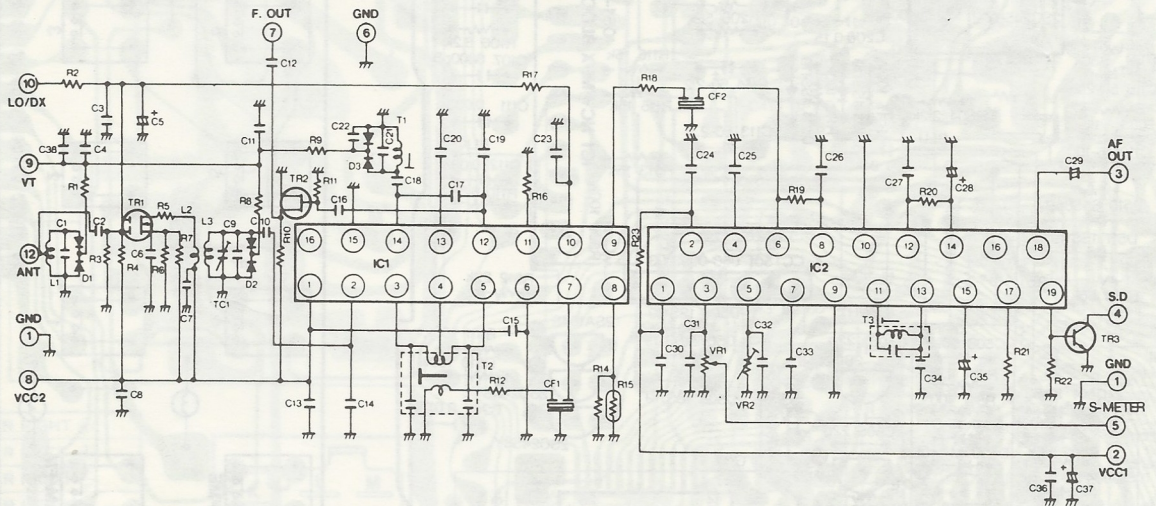 F. OUT GND
7 6
C12
10 R2 R17 R18
LO/DX
CF2
C3 C5
C22 T1 C21 C20 C19 C23
C38 C4 C11 R9 D3 C24 C25 C26 C27 R20 C28 C29 AF OUT
9 3
VT
C18
R1 TR2 R11 C17 R16 R19
C16
R8
C1 C2 TR1 R5 L2 L3 C9 C10 R10 R23
12
ANT R3 R4 C6 R6 R7 TC1 D2
L1 D1 C7
16 15 14 13 12 11 10 9
IC1
1 2 3 4 5 6 7 8
2 4 6 8 10 12 14 16 18
IC2
1 3 5 7 9 11 13 15 17 19
S.D
4
GND
1
C15 C30 C31 VR1 C32 VR2 C33 T3 C34 C35 R21 R22 TR3
T2
GND
1
8
VCC2
C8 C13 C14 R12 CF1 R14 R15
S-METER
5
2
VCC1
C36 C37